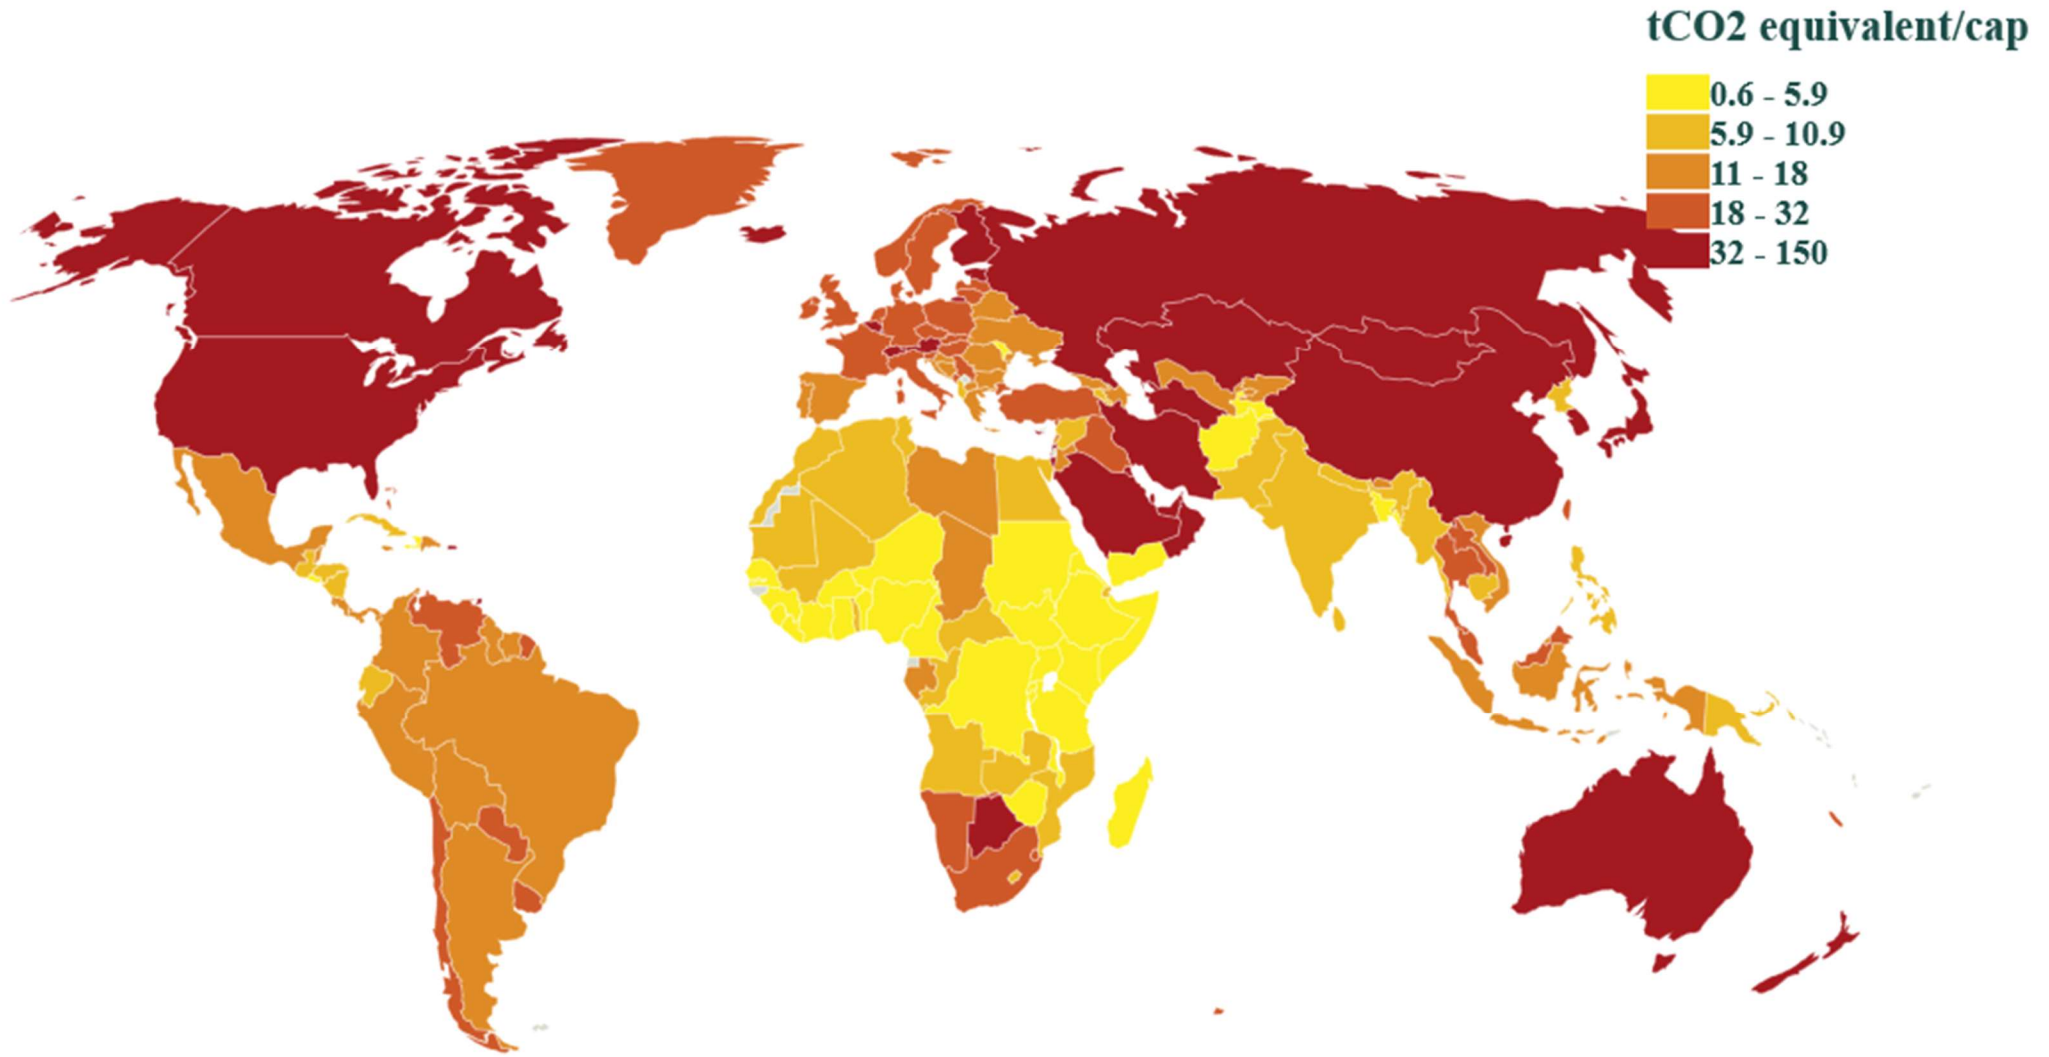 tCO2 equivalent/cap
0.6 - 5.9
5.9 - 10.9
11 - 18
18 - 32
32 - 150